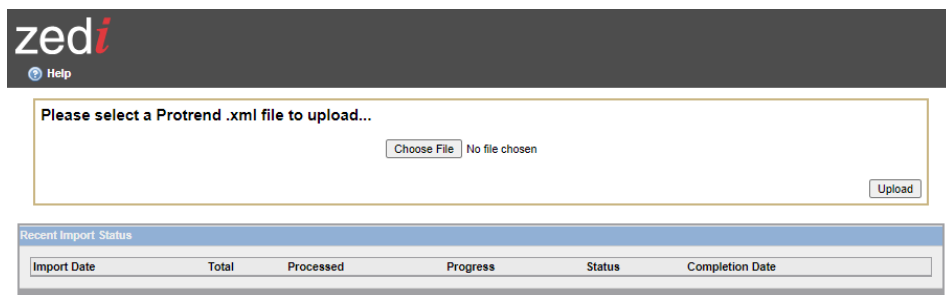 zedi
Help
Please select a Protrend .xml file to upload...
Choose File No file chosen
Upload
Recent Import Status
Import Date Total Processed Progress Status Completion Date